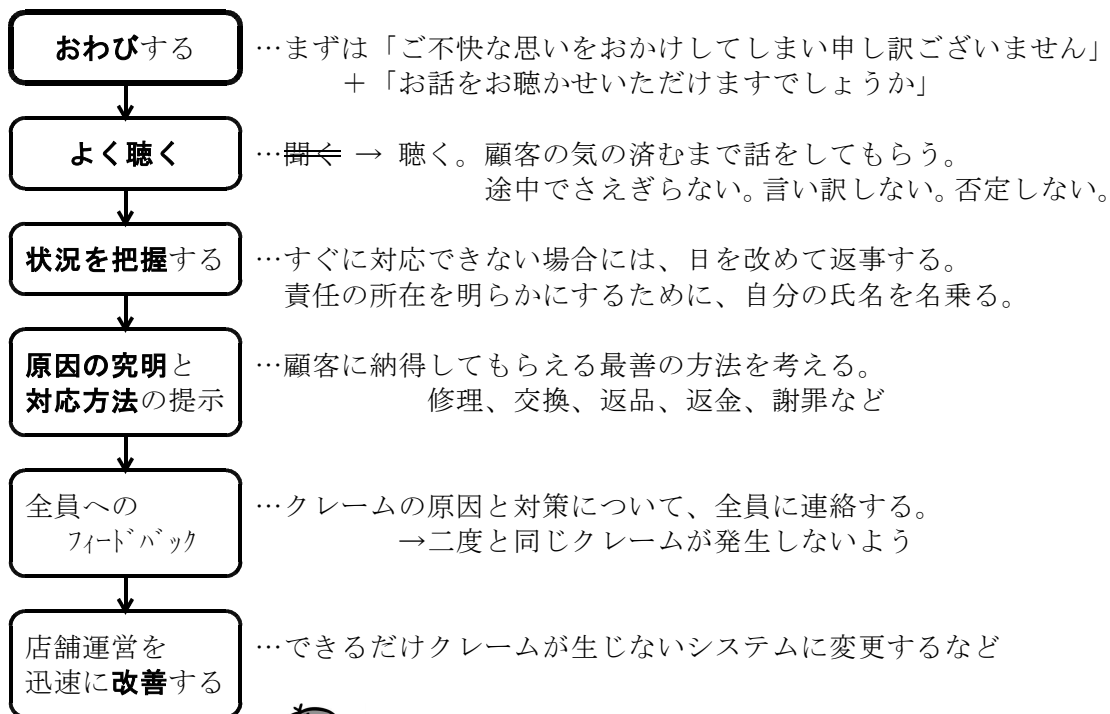 おわびする …まずは「ご不快な思いをおかけしてしまい申し訳ございません」
＋「お話をお聴かせいただけますでしょうか」
よく聴く …聞く → 聴く。顧客の気の済むまで話をしてもらう。
途中でさえぎらない。言い訳しない。否定しない。
状況を把握する …すぐに対応できない場合には、日を改めて返事する。
責任の所在を明らかにするために、自分の氏名を名乗る。
原因の究明と …顧客に納得してもらえる最善の方法を考える。
対応方法の提示 修理、交換、返品、返金、謝罪など
全員への …クレームの原因と対策について、全員に連絡する。
ﾌｨｰﾄﾞﾊﾞｯｸ →二度と同じクレームが発生しないよう
店舗運営を …できるだけクレームが生じないシステムに変更するなど
迅速に改善する